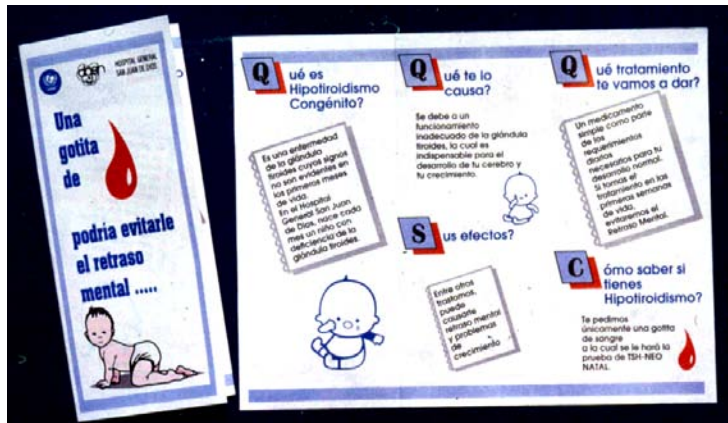 HOSPITAL GENERAL
SAN JUAN DE DIOS
Una
gotita
de
podría evitarle
el retraso
mental .....
Qué es
Hipotiroidismo
Congénito?
Es una enfermedad
de la glándula
tiroides cuyos signos
no son evidentes en
los primeros meses
de vida.
En el Hospital
General San Juan
de Dios, nace cada
mes un niño con
deficiencia de la
glándula tiroides.
Qué te lo
causa?
Se debe a un
funcionamiento
inadecuado de la glándula
tiroides, la cual es
indispensable para el
desarrollo de tu cerebro y
tu crecimiento.
Sus efectos?
Entre otros
trastornos,
puede
causarte
retraso mental
y problemas
de
crecimiento
Qué tratamiento
te vamos a dar?
Un medicamento
simple como parte
de los
requerimientos
diarios
necesarios para tu
desarrollo normal.
Si tomas el
tratamiento en las
primeras semanas
de vida,
evitaremos el
Retraso Mental.
Cómo saber si
tienes
Hipotiroidismo?
Te pedimos
únicamente una gotita
de sangre
a la cual se le hará la
prueba de TSH-NEO
NATAL.